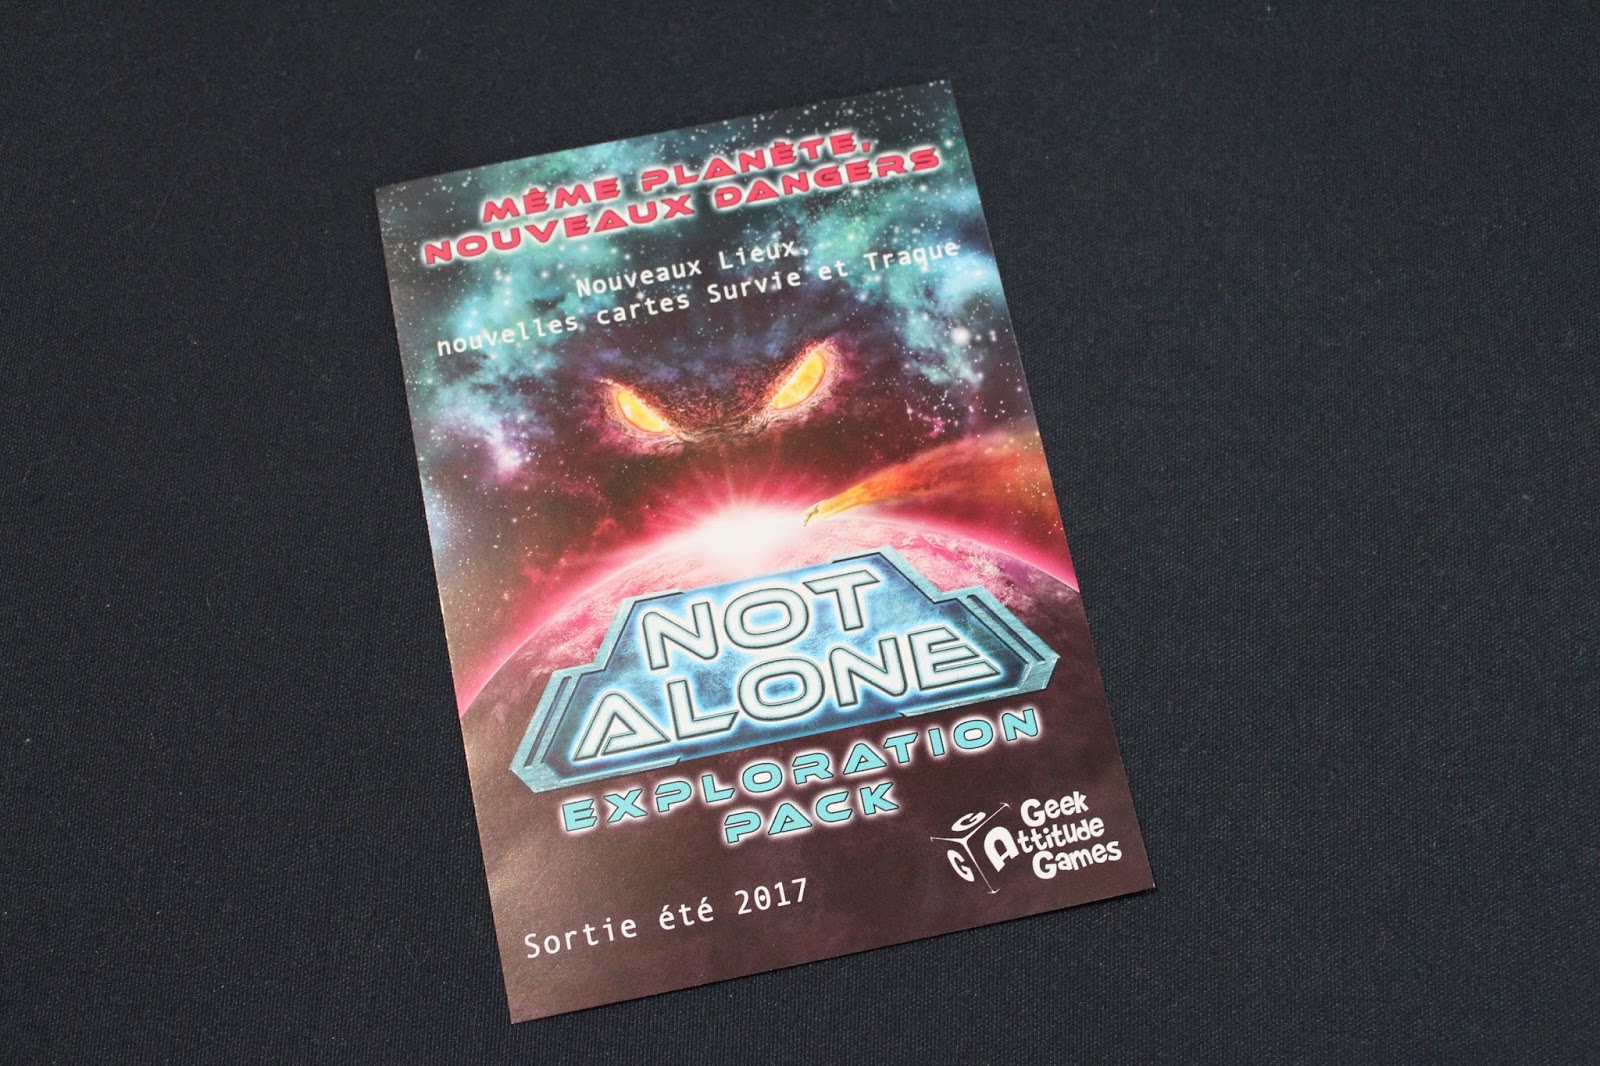 MÊME PLANÈTE,
NOUVEAUX DANGERS
Nouveaux Lieux,
nouvelles cartes Survie et Traque
NOT
ALONE
EXPLORATION
PACK
G
G A
Geek
Attitude
Games
Sortie été 2017